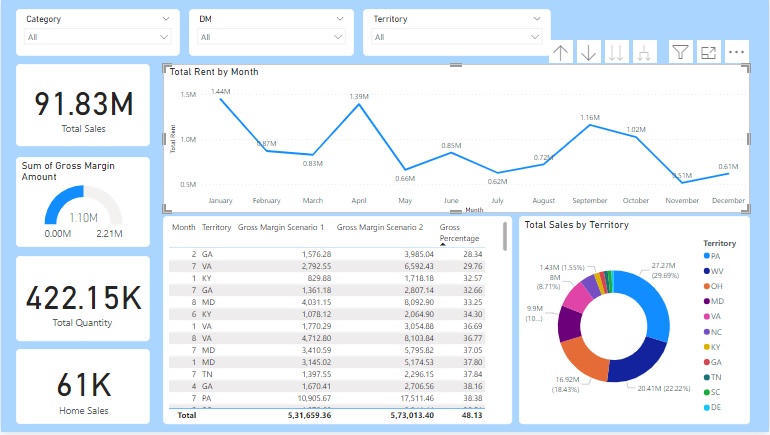 Category
DM
Territory
All
All
All
91.83M
Total Sales
Sum of Gross Margin
Amount
1.10M
0.00M
2.21M
422.15K
Total Quantity
61K
Home Sales
Total Rent by Month
Total Rent
1.5M
1.0M
0.5M
1.44M
0.87M
0.83M
1.39M
0.66M
0.85M
0.62M
0.72M
1.16M
1.02M
0.51M
0.61M
January February March April May June July August September October November December
Month
Month Territory Gross Margin Scenario 1 Gross Margin Scenario 2 Gross
Percentage
2 GA 1,576.28 3,985.04 28.34
7 VA 2,792.55 6,592.43 29.76
1 KY 829.88 1,718.18 32.57
7 GA 1,361.18 2,807.14 32.66
8 MD 4,031.15 8,092.90 33.25
6 KY 1,078.12 2,064.90 34.30
1 VA 1,770.29 3,054.88 36.69
8 VA 4,712.80 8,103.84 36.77
7 MD 3,410.59 5,795.82 37.05
1 MD 3,145.02 5,174.53 37.80
7 TN 1,397.55 2,296.15 37.84
4 GA 1,670.41 2,706.56 38.16
7 PA 10,905.67 17,511.46 38.38
Total 5,31,659.36 5,73,013.40 48.13
Total Sales by Territory
1.43M (1.55%)
8M
(8.71%)
9.9M
(10...)
16.92M
(18.43%)
27.27M
(29.69%)
20.41M (22.22%)
Territory
PA
WV
OH
MD
VA
NC
KY
GA
TN
SC
DE